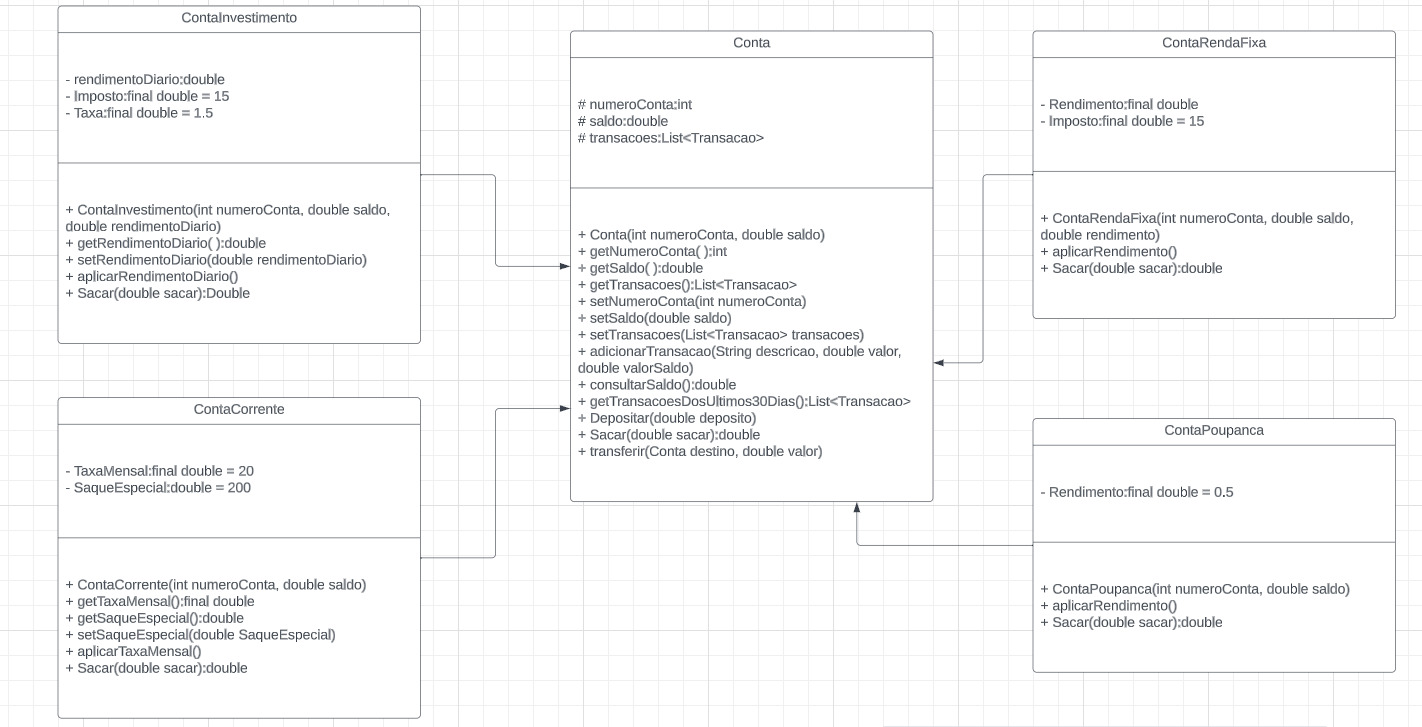 ContaInvestimento
- rendimentoDiario:double
- Imposto:final double = 15
- Taxa:final double = 1.5
+ ContaInvestimento(int numeroConta, double saldo,
double rendimentoDiario)
+ getRendimentoDiario( ):double
+ setRendimentoDiario(double rendimentoDiario)
+ aplicarRendimentoDiario()
+ Sacar(double sacar):Double
ContaCorrente
- TaxaMensal:final double = 20
- SaqueEspecial:double = 200
+ ContaCorrente(int numeroConta, double saldo)
+ getTaxaMensal():final double
+ getSaqueEspecial():double
+ setSaqueEspecial(double SaqueEspecial)
+ aplicarTaxaMensal()
+ Sacar(double sacar):double
Conta
# numeroConta:int
# saldo:double
# transacoes:List<Transacao>
+ Conta(int numeroConta, double saldo)
+ getNumeroConta( ):int
+ getSaldo( ):double
+ getTransacoes():List<Transacao>
+ setNumeroConta(int numeroConta)
+ setSaldo(double saldo)
+ setTransacoes(List<Transacao> transacoes)
+ adicionarTransacao(String descricao, double valor,
double valorSaldo)
+ consultarSaldo():double
+ getTransacoesDosUltimos30Dias():List<Transacao>
+ Depositar(double deposito)
+ Sacar(double sacar):double
+ transferir(Conta destino, double valor)
ContaRendaFixa
- Rendimento:final double
- Imposto:final double = 15
+ ContaRendaFixa(int numeroConta, double saldo,
double rendimento)
+ aplicarRendimento()
+ Sacar(double sacar):double
ContaPoupanca
- Rendimento:final double = 0.5
+ ContaPoupanca(int numeroConta, double saldo)
+ aplicarRendimento()
+ Sacar(double sacar):double